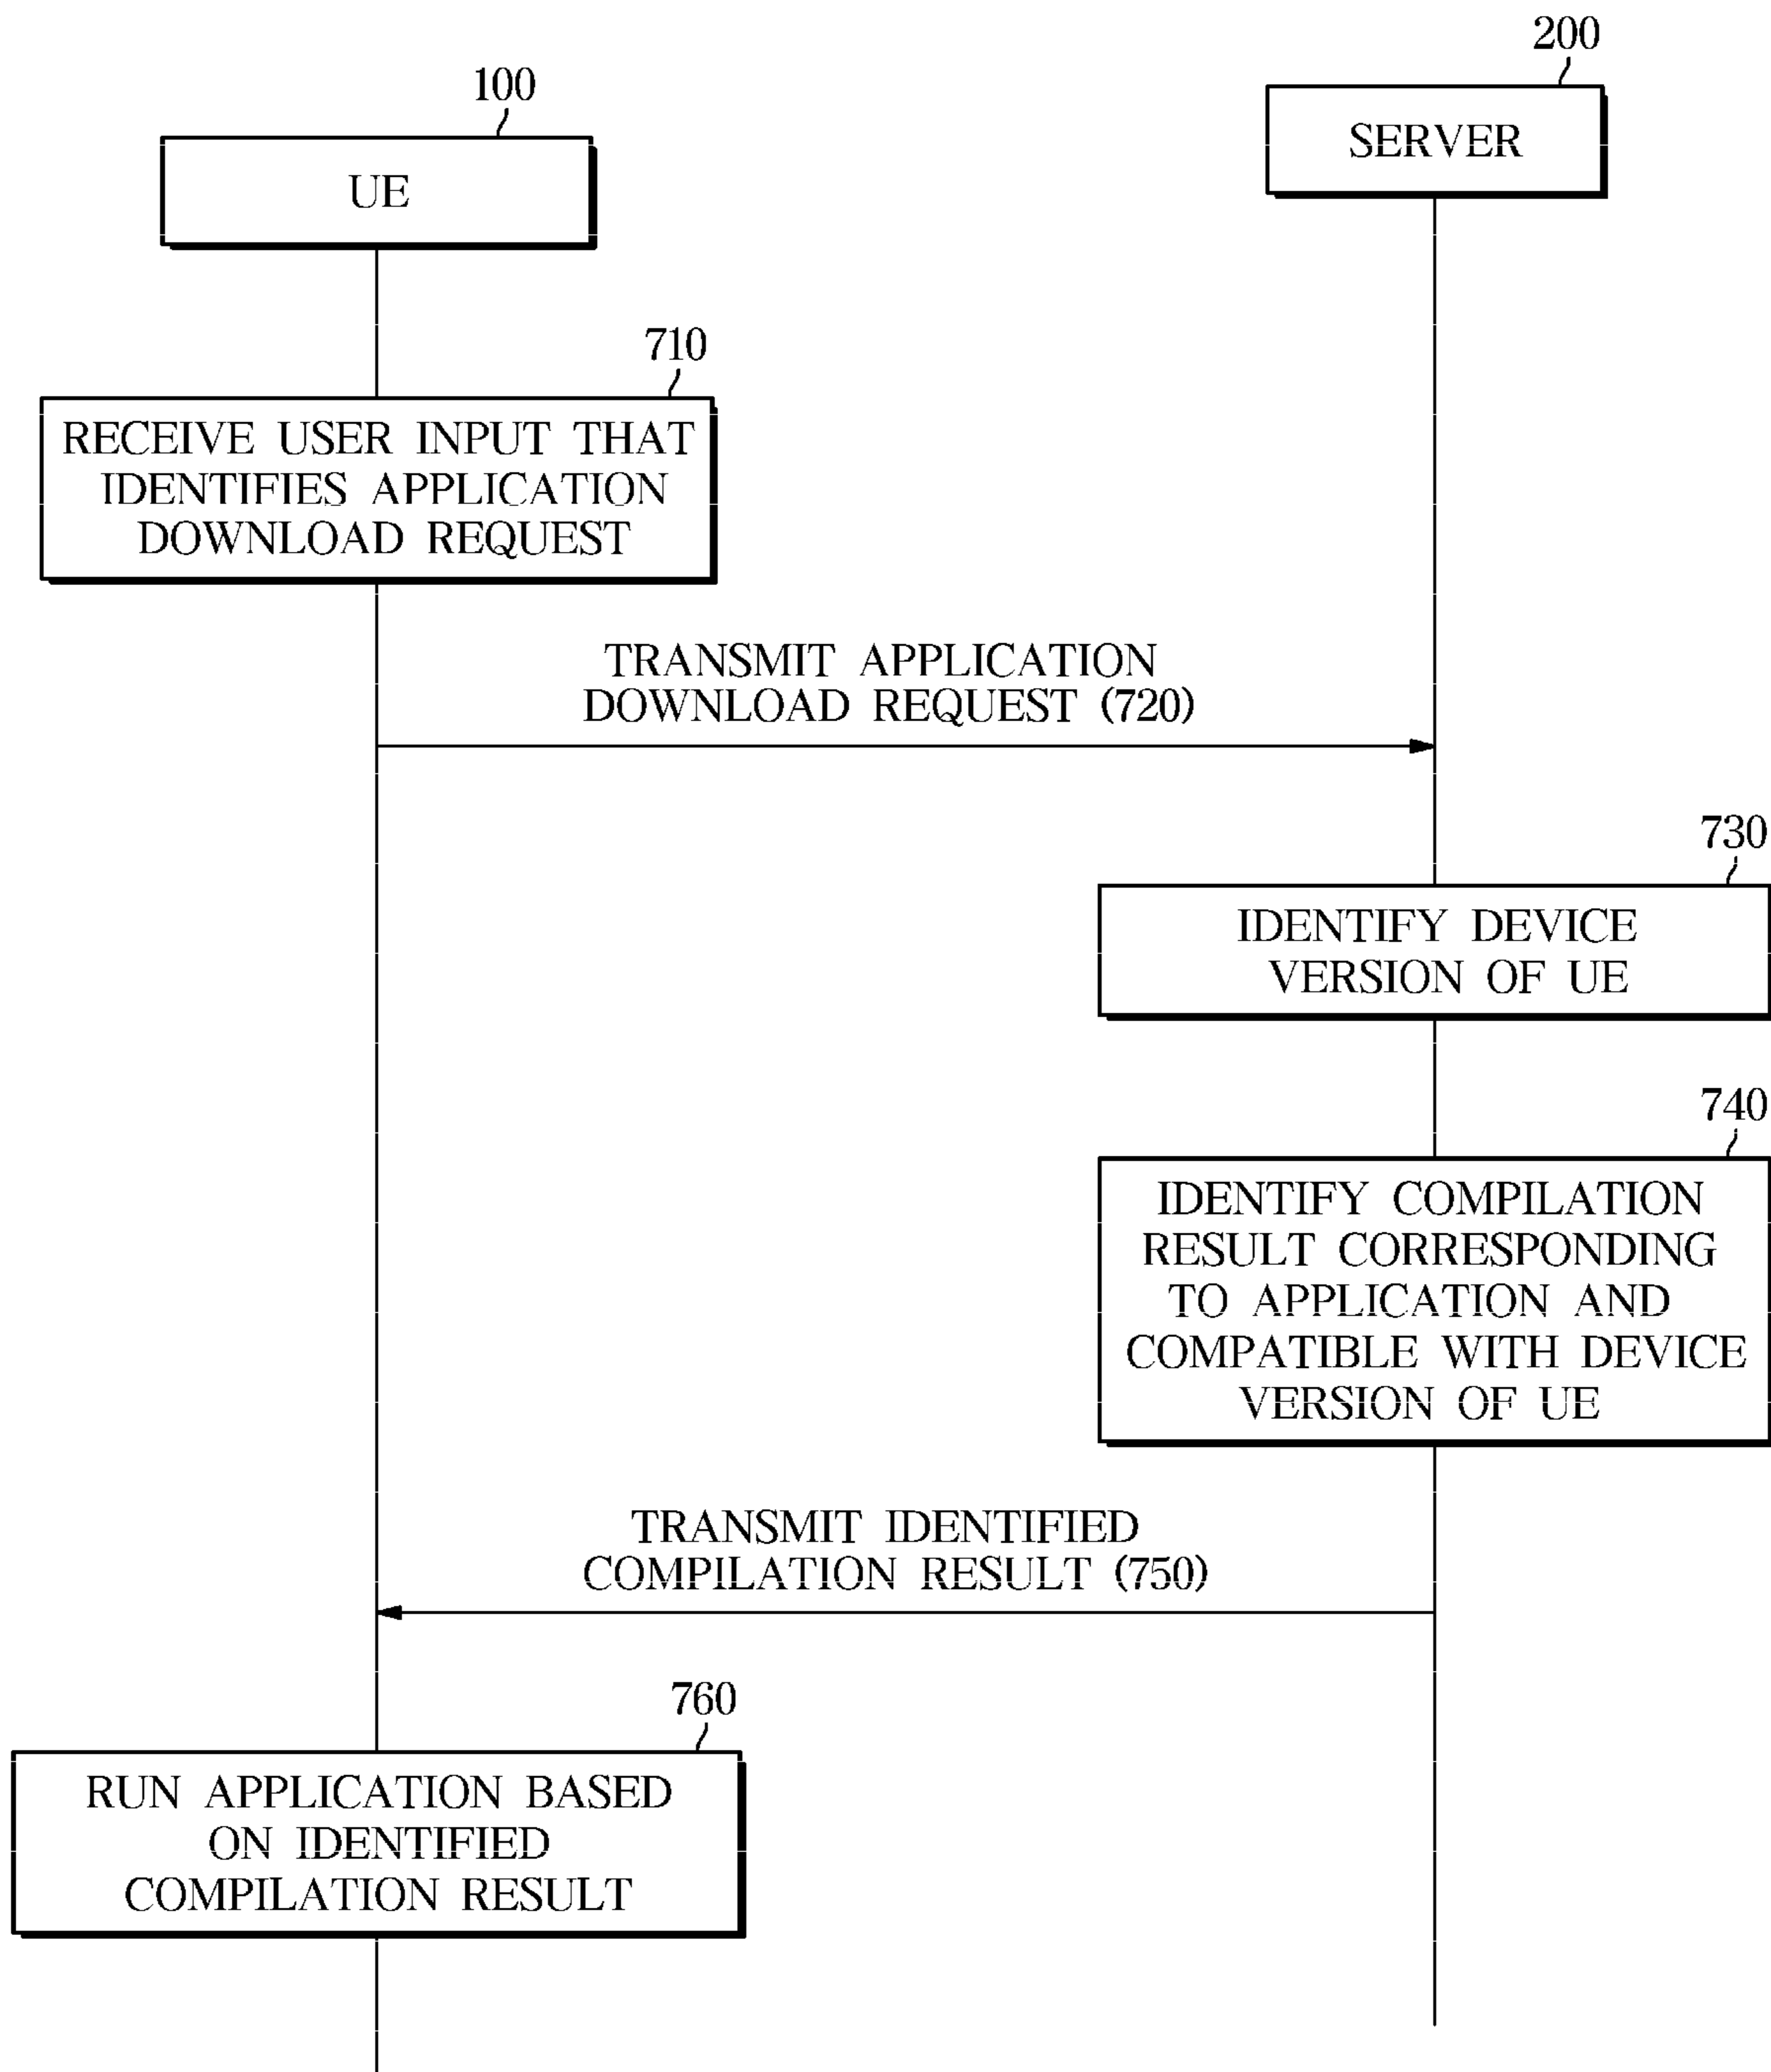 200
100
SERVER
UE
710
RECEIVE USER INPUT THAT
IDENTIFIES APPLICATION
DOWNLOAD REQUEST
TRANSMIT APPLICATION
DOWNLOAD REQUEST (720)
730
IDENTIFY DEVICE
VERSION OF UE
740
IDENTIFY COMPILATION
RESULT CORRESPONDING
TO APPLICATION AND
COMPATIBLE WITH DEVICE
VERSION OF UE
TRANSMIT IDENTIFIED
COMPILATION RESULT (750)
760
RUN APPLICATION BASED
ON IDENTIFIED
COMPILATION RESULT